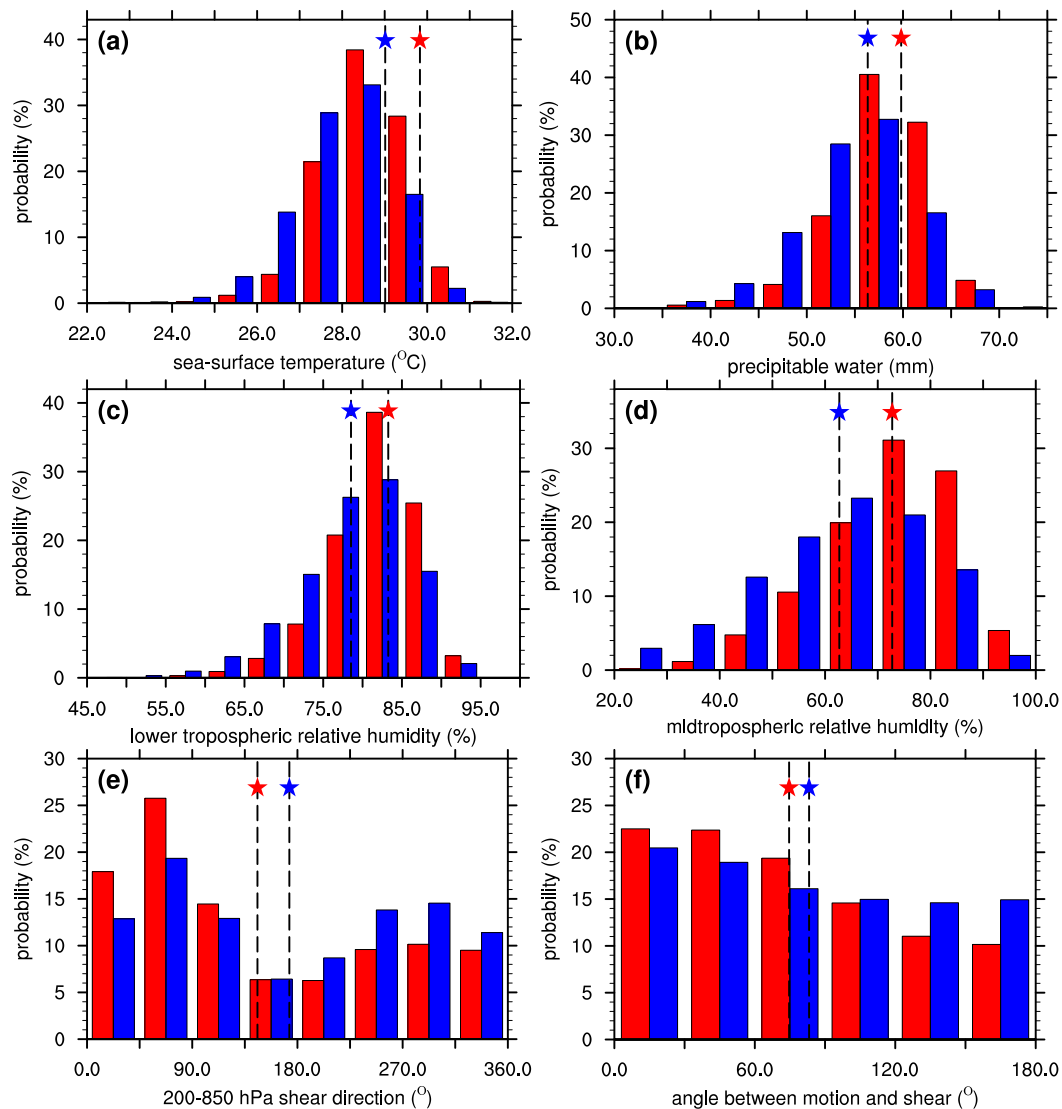 (a)
probability (%)
40
30
20
10
0
22.0 24.0 26.0 28.0 30.0 32.0
sea-surface temperature (°C)
(b)
probability (%)
50
40
30
20
10
0
30.0 40.0 50.0 60.0 70.0
precipitable water (mm)
(c)
probability (%)
40
30
20
10
0
45.0 55.0 65.0 75.0 85.0 95.0
lower tropospheric relative humidity (%)
(d)
probability (%)
30
20
10
0
20.0 40.0 60.0 80.0 100.0
midtropospheric relative humidity (%)
(e)
probability (%)
30
25
20
15
10
5
0
0.0 90.0 180.0 270.0 360.0
200-850 hPa shear direction (°)
(f)
probability (%)
30
25
20
15
10
5
0
0.0 60.0 120.0 180.0
angle between motion and shear (°)